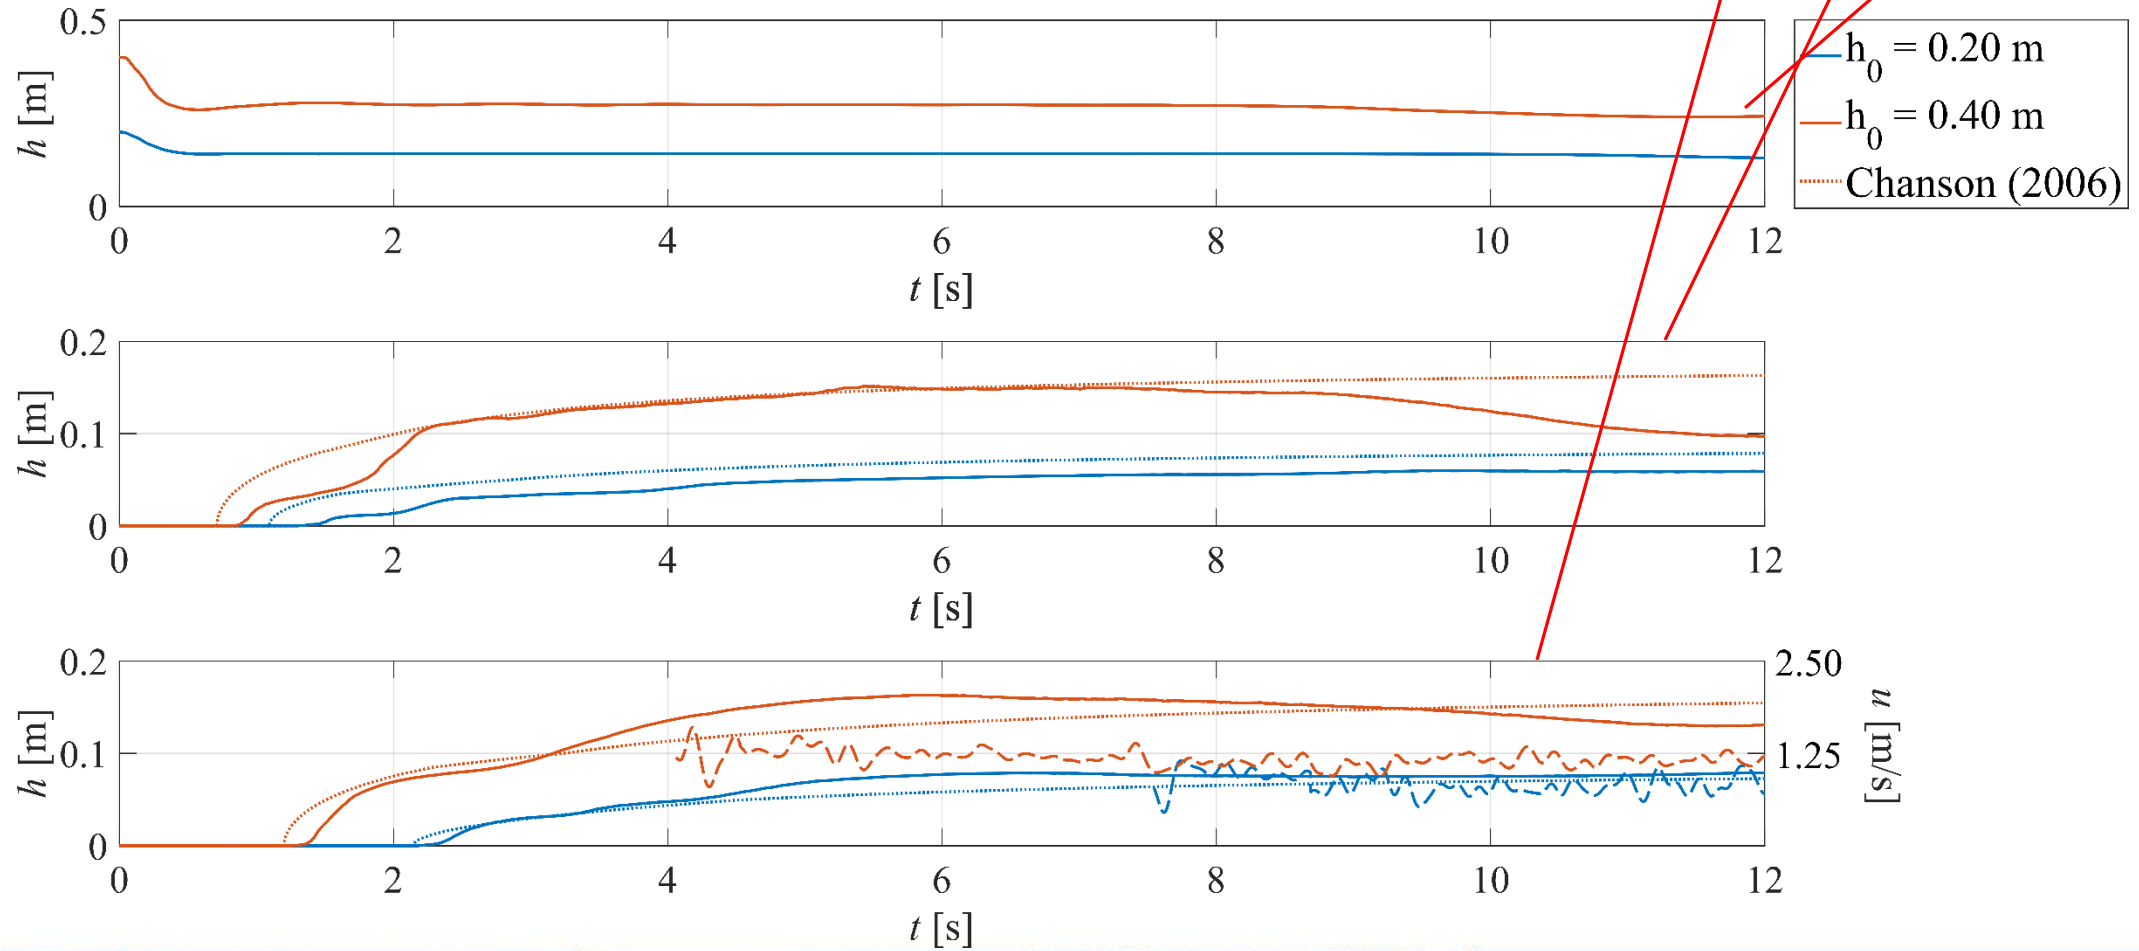 0.5
0
h [m]
0 2 4 6 8 10 12
t [s]
h₀ = 0.20 m
h₀ = 0.40 m
Chanson (2006)
0.2
0.1
0
h [m]
0 2 4 6 8 10 12
t [s]
0.2
0.1
0
h [m]
2.50
1.25
u [m/s]
0 2 4 6 8 10 12
t [s]